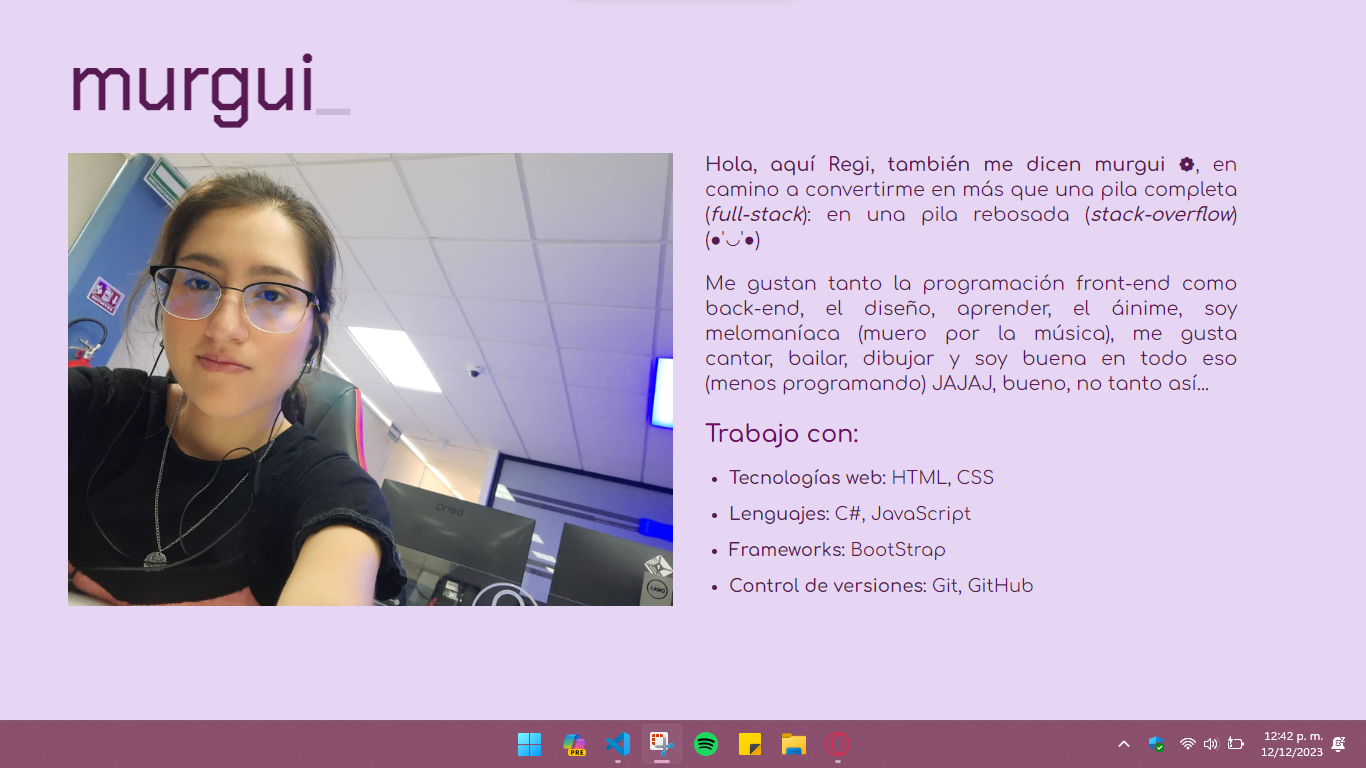 murgui_
Hola, aquí Regi, también me dicen murgui ❁, en
camino a convertirme en más que una pila completa
(full-stack): en una pila rebosada (stack-overflow)
(●'◡'●)
Me gustan tanto la programación front-end como
back-end, el diseño, aprender, el áinime, soy
melomaníaca (muero por la música), me gusta
cantar, bailar, dibujar y soy buena en todo eso
(menos programando) JAJAJ, bueno, no tanto así...
Trabajo con:
• Tecnologías web: HTML, CSS
• Lenguajes: C#, JavaScript
• Frameworks: BootStrap
• Control de versiones: Git, GitHub
DELL
PRE
12:42 p. m.
12/12/2023